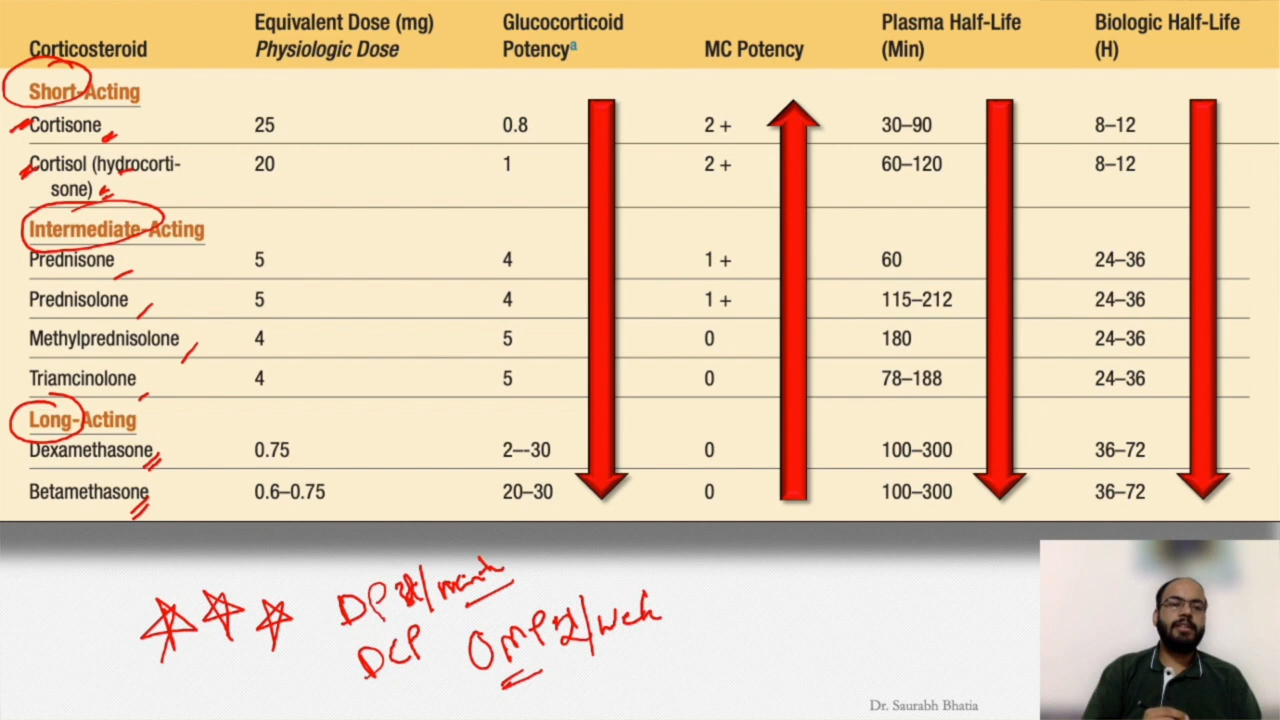 Corticosteroid Equivalent Dose (mg) Physiologic Dose Glucocorticoid Potencyᵃ MC Potency Plasma Half-Life (Min) Biologic Half-Life (H)
Short-Acting
Cortisone 25 0.8 2 + 30–90 8–12
Cortisol (hydrocorti-
sone) 20 1 2 + 60–120 8–12
Intermediate-Acting
Prednisone 5 4 1 + 60 24–36
Prednisolone 5 4 1 + 115–212 24–36
Methylprednisolone 4 5 0 180 24–36
Triamcinolone 4 5 0 78–188 24–36
Long-Acting
Dexamethasone 0.75 2–-30 0 100–300 36–72
Betamethasone 0.6–0.75 20–30 0 100–300 36–72
DP
DCP OMP
Dr. Saurabh Bhatia